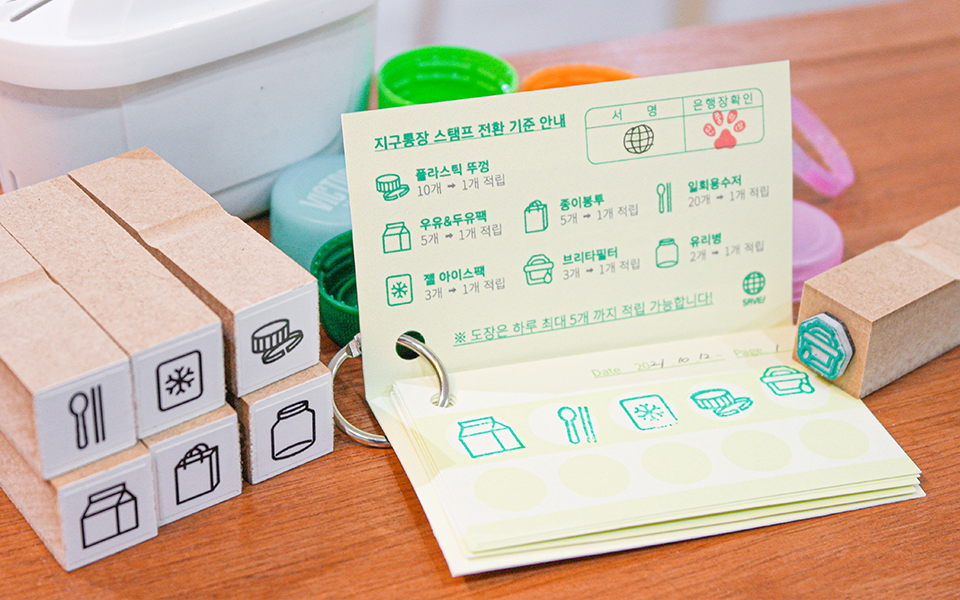 지구통장 스탬프 전환 기준 안내
서 명
은행장확인
플라스틱 뚜껑
10개 ➡ 1개 적립
우유&두유팩
5개 ➡ 1개 적립
종이봉투
5개 ➡ 1개 적립
일회용수저
20개 ➡ 1개 적립
젤 아이스팩
3개 ➡ 1개 적립
브리타필터
3개 ➡ 1개 적립
유리병
2개 ➡ 1개 적립
SAVE!
※ 도장은 하루 최대 5개 까지 적립 가능합니다!
Date 2021. 10. 12 - Page 1